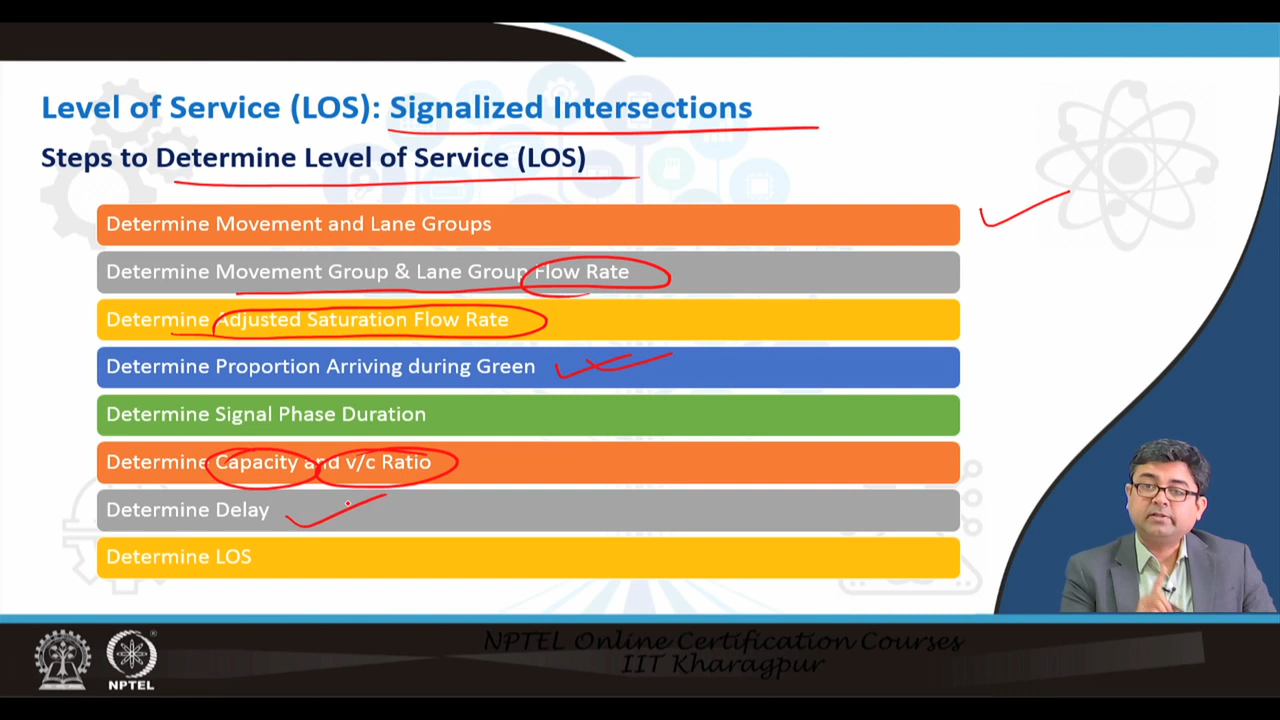 Level of Service (LOS): Signalized Intersections
Steps to Determine Level of Service (LOS)
Determine Movement and Lane Groups
Determine Movement Group & Lane Group Flow Rate
Determine Adjusted Saturation Flow Rate
Determine Proportion Arriving during Green
Determine Signal Phase Duration
Determine Capacity and v/c Ratio
Determine Delay
Determine LOS
NPTEL Online Certification Courses
IIT Kharagpur
NPTEL